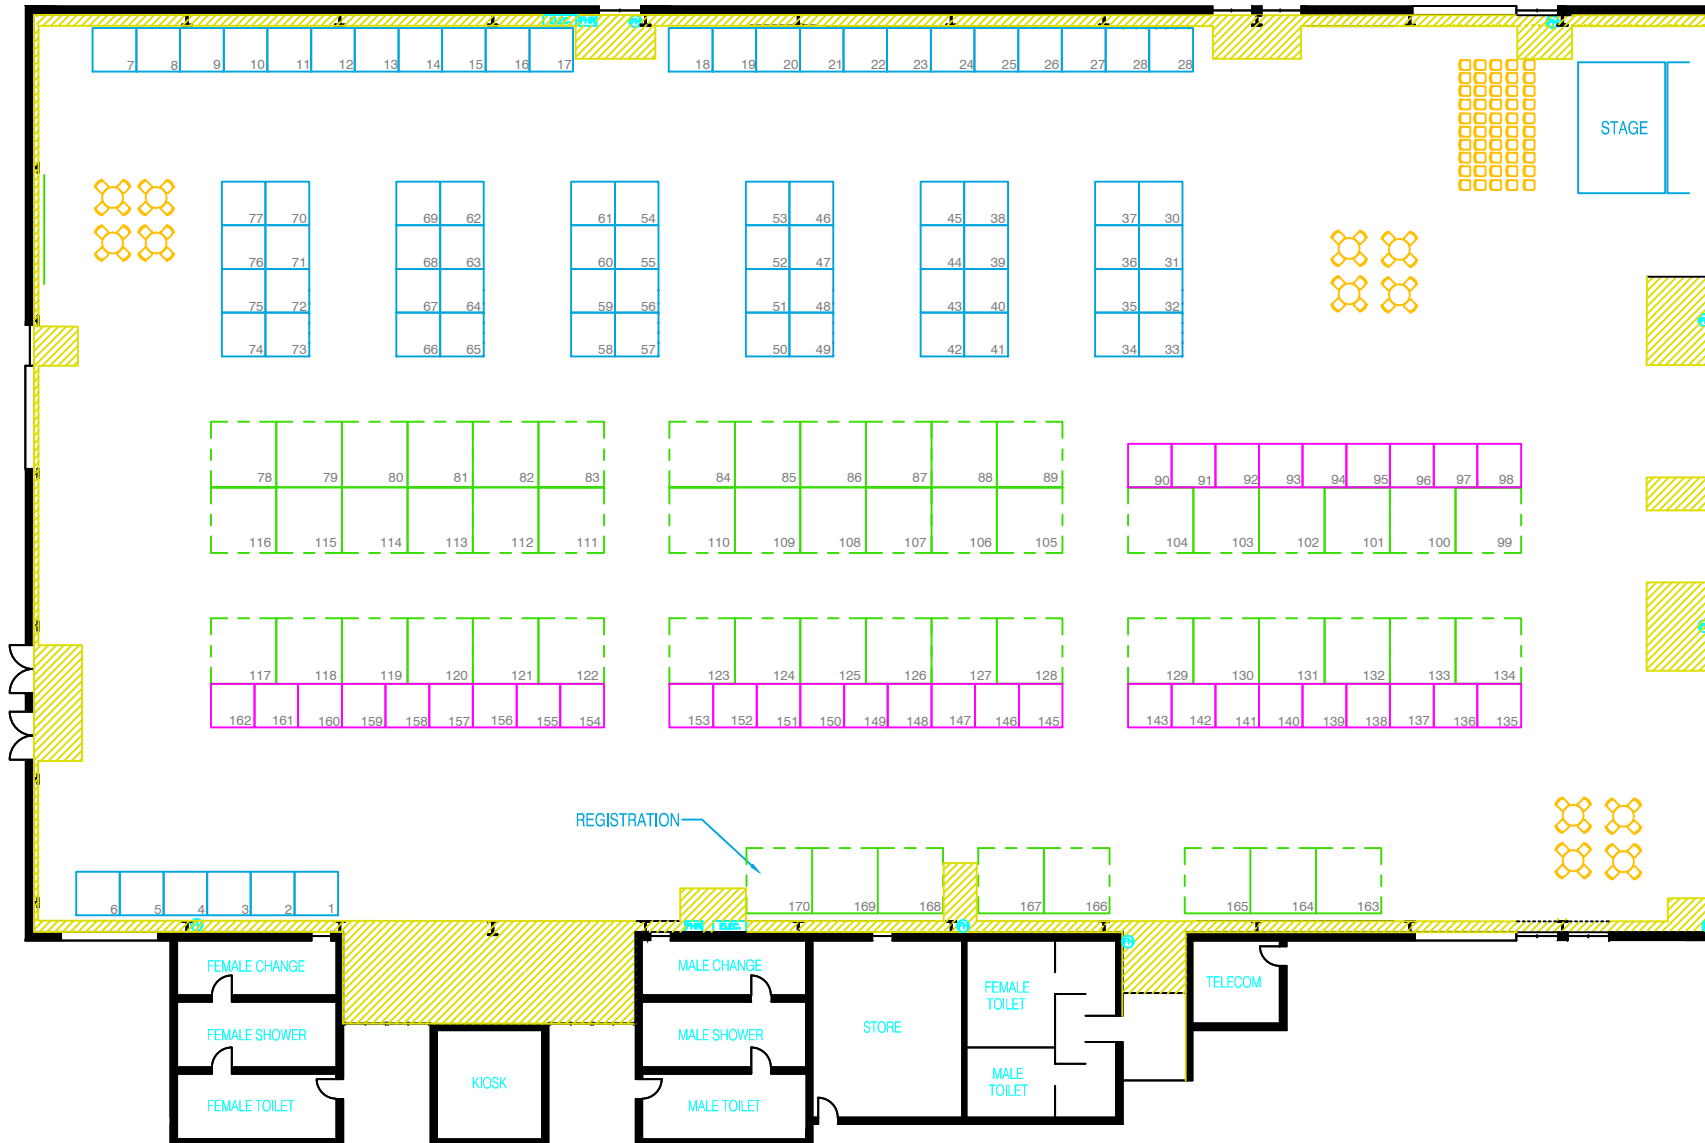 7 8 9 10 11 12 13 14 15 16 17 18 19 20 21 22 23 24 25 26 27 28 28
STAGE
77 70 69 62 61 54 53 46 45 38 37 30
76 71 68 63 60 55 52 47 44 39 36 31
75 72 67 64 59 56 51 48 43 40 35 32
74 73 66 65 58 57 50 49 42 41 34 33
78 79 80 81 82 83 84 85 86 87 88 89 90 91 92 93 94 95 96 97 98
116 115 114 113 112 111 110 109 108 107 106 105 104 103 102 101 100 99
117 118 119 120 121 122 123 124 125 126 127 128 129 130 131 132 133 134
162 161 160 159 158 157 156 155 154 153 152 151 150 149 148 147 146 145 143 142 141 140 139 138 137 136 135
REGISTRATION
6 5 4 3 2 1 170 169 168 167 166 165 164 163
ELEC.
FEMALE CHANGE
MALE CHANGE
FEMALE
TOILET
TELECOM
FEMALE SHOWER
MALE SHOWER
STORE
KIOSK
MALE
TOILET
FEMALE TOILET
MALE TOILET